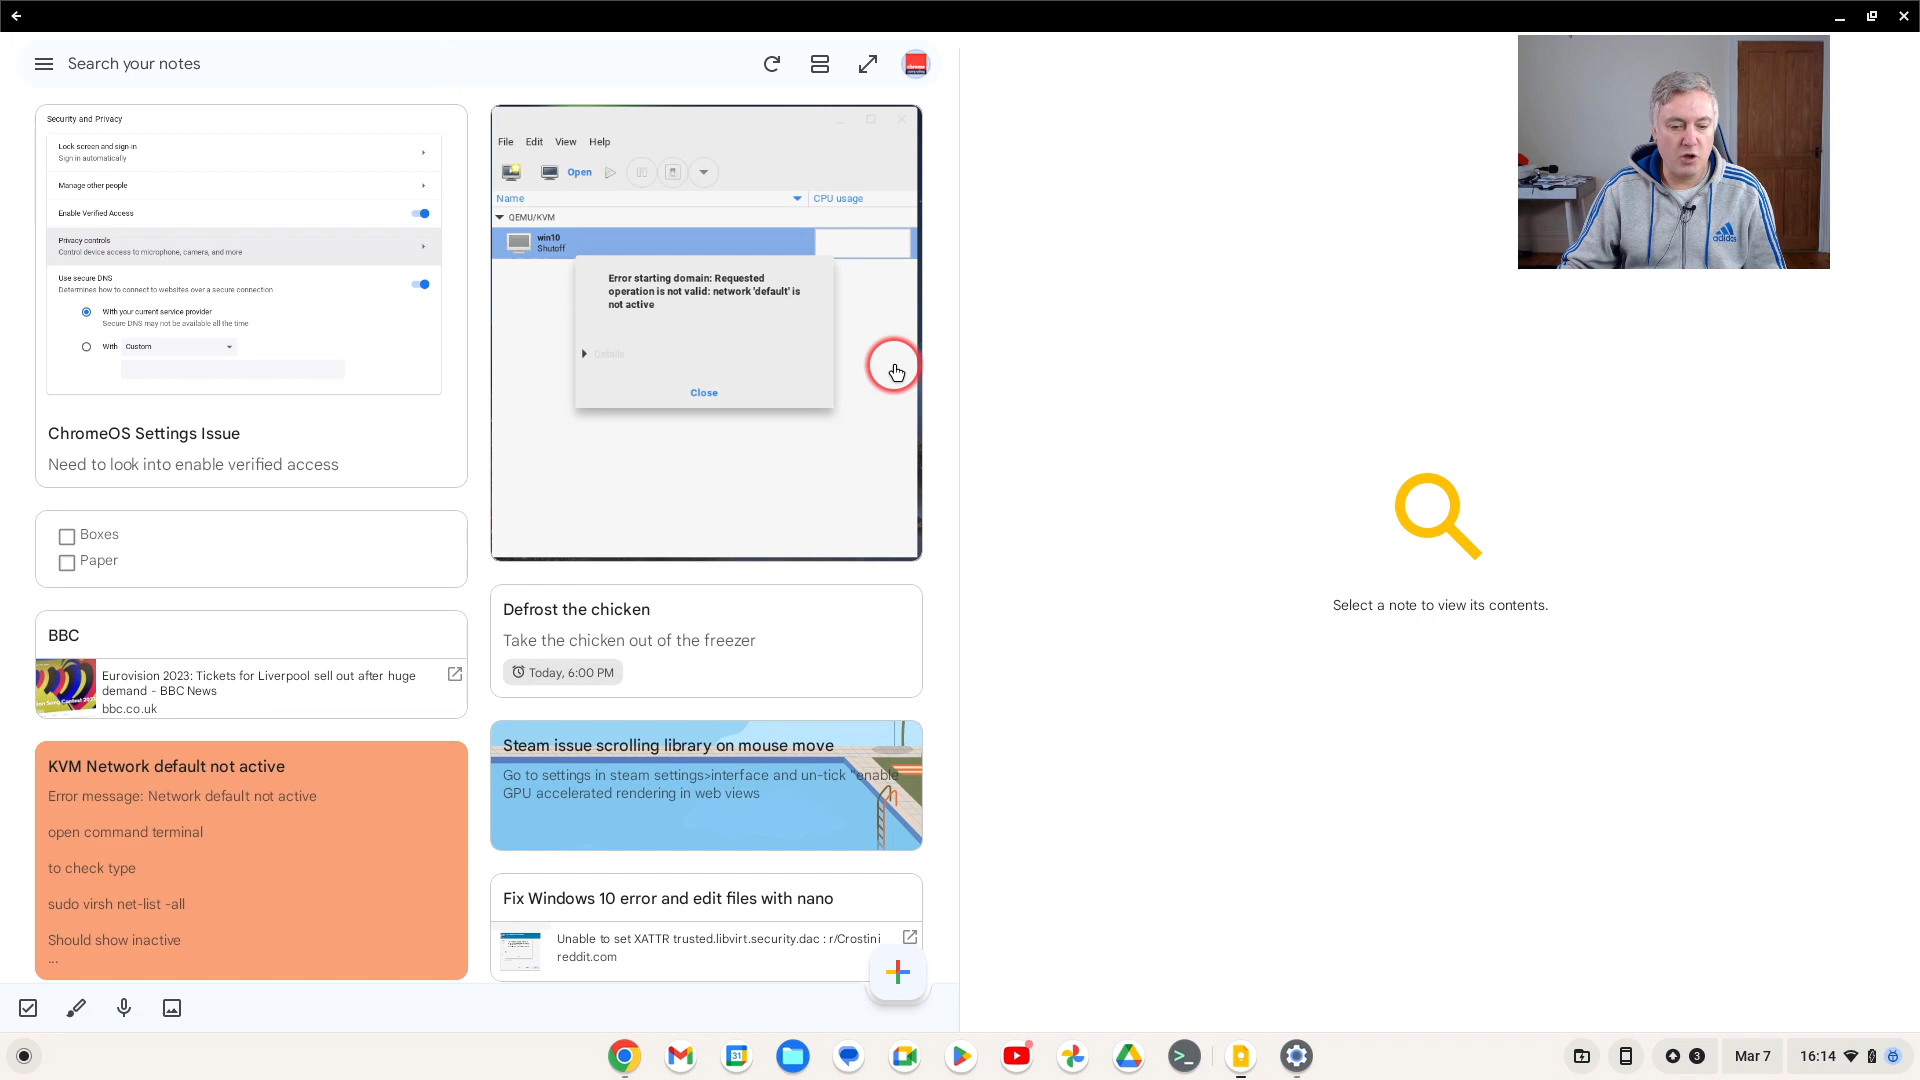 Search your notes
Security and Privacy
Lock screen and sign-in
Sign in automatically
Manage other people
Enable Verified Access
Privacy controls
Control device access to microphone, camera, and more
Use secure DNS
Determines how to connect to websites over a secure connection
With your current service provider
Secure DNS may not be available all the time
With Custom
ChromeOS Settings Issue
Need to look into enable verified access
Boxes
Paper
BBC
Eurovision 2023: Tickets for Liverpool sell out after huge
demand - BBC News
bbc.co.uk
KVM Network default not active
Error message: Network default not active
open command terminal
to check type
sudo virsh net-list -all
Should show inactive
...
File Edit View Help
Open
Name CPU usage
QEMU/KVM
win10
Shutoff
Error starting domain: Requested
operation is not valid: network 'default' is
not active
Details
Close
Defrost the chicken
Take the chicken out of the freezer
Today, 6:00 PM
Steam issue scrolling library on mouse move
Go to settings in steam settings>interface and un-tick "enable
GPU accelerated rendering in web views
Fix Windows 10 error and edit files with nano
Unable to set XATTR trusted.libvirt.security.dac : r/Crostini
reddit.com
Select a note to view its contents.
adidas
31
3
Mar 7
16:14